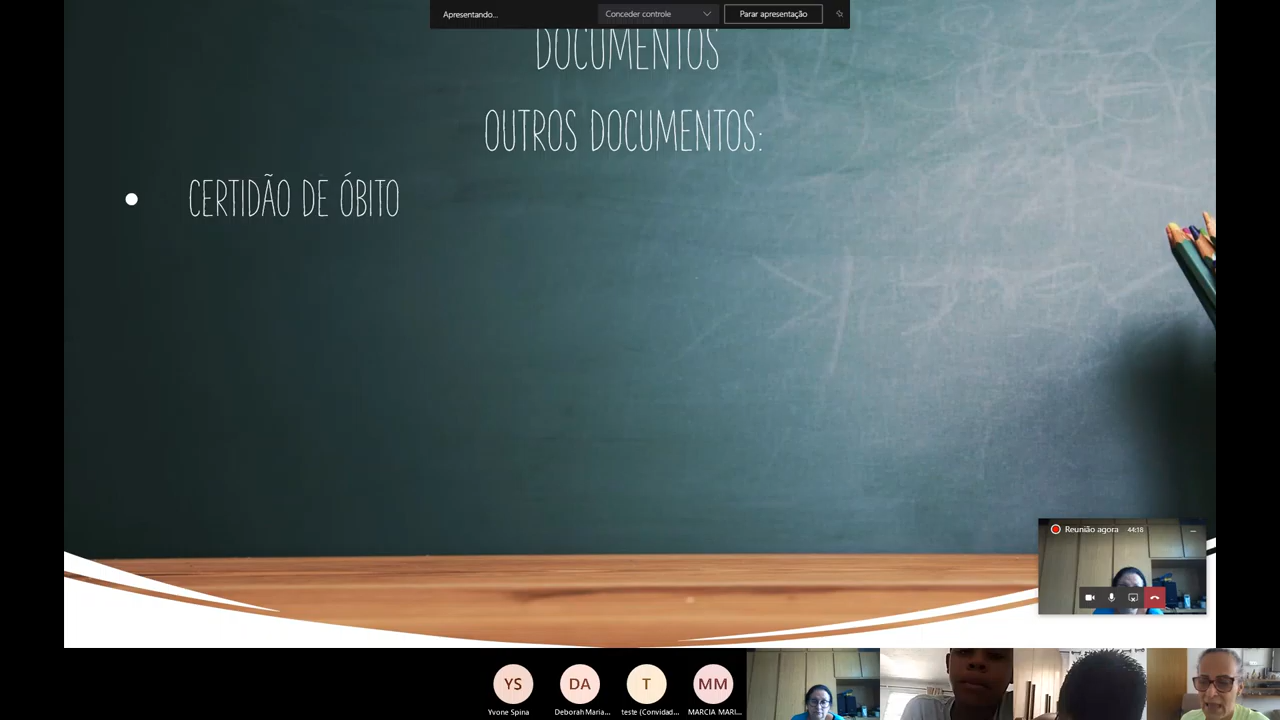 Apresentando...
Conceder controle
Parar apresentação
DOCUMENTOS
OUTROS DOCUMENTOS:
• CERTIDÃO DE ÓBITO
Reunião agora 44:18
YS
DA
T
MM
Yvone Spina
Deborah Maria...
teste (Convidad...
MARCIA MARI...